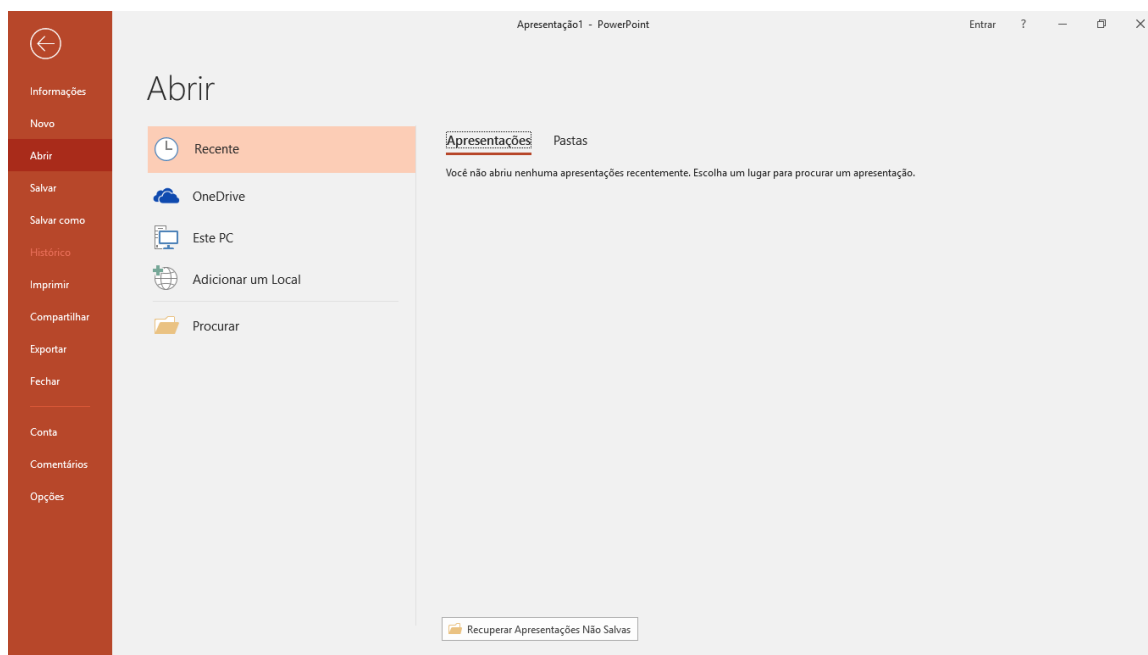 Apresentação1 - PowerPoint
Entrar ?
Informações
Novo
Abrir
Salvar
Salvar como
Histórico
Imprimir
Compartilhar
Exportar
Fechar
Conta
Comentários
Opções
Abrir
Recente
OneDrive
Este PC
Adicionar um Local
Procurar
Apresentações Pastas
Você não abriu nenhuma apresentações recentemente. Escolha um lugar para procurar um apresentação.
Recuperar Apresentações Não Salvas